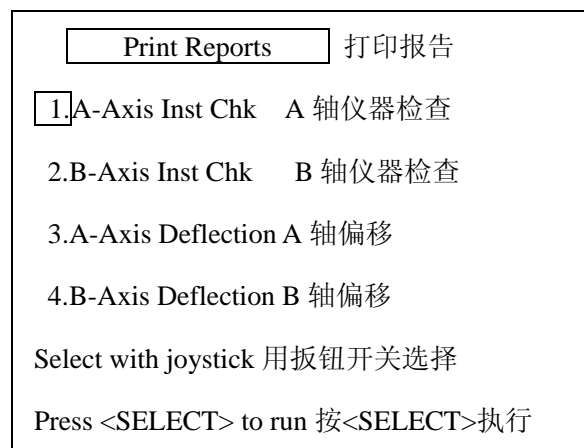 Print Reports 打印报告
1.A-Axis Inst Chk A 轴仪器检查
2.B-Axis Inst Chk B 轴仪器检查
3.A-Axis Deflection A 轴偏移
4.B-Axis Deflection B 轴偏移
Select with joystick 用扳钮开关选择
Press <SELECT> to run 按<SELECT>执行